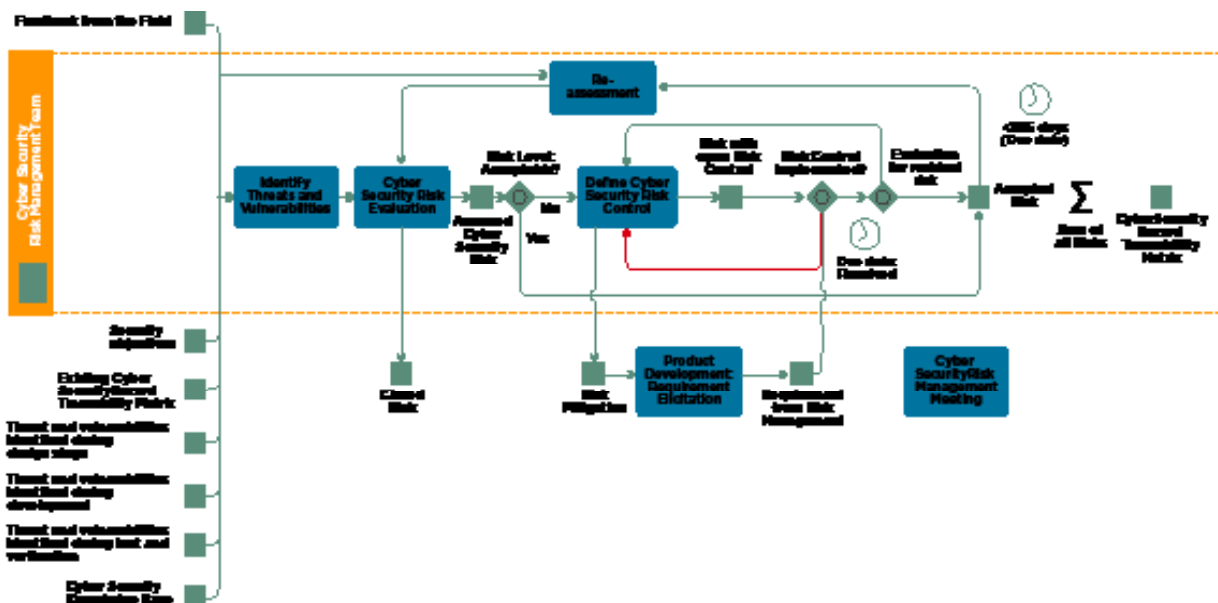 Feedback from the Field
Cyber Security
Risk Management Team
Re-
assessment
(Due date)
Risk Level
Acceptable?
Risk with
open Risk
Control
Risk Control
Implemented?
Evaluation
for residual
risk
Identify
Threats and
Vulnerabilities
Cyber
Security Risk
Evaluation
Define Cyber
Security Risk
Control
No
Yes
Assessed
Cyber
Security
Risk
Accepted
Risk
Σ
Sum of
all Risks
CyberSecurity
Record
Traceability
Matrix
Due date
Security
objectives
Existing Cyber
Security Record
Traceability Matrix
Closed
Risk
Risk
Mitigation
Product
Development:
Requirement
Elicitation
Requirement
from Risk
Management
Cyber
SecurityRisk
Management
Meeting
Threat and vulnerabilities
identified during
design stage
Threat and vulnerabilities
identified during
development
Threat and vulnerabilities
identified during test and
verification
Cyber Security